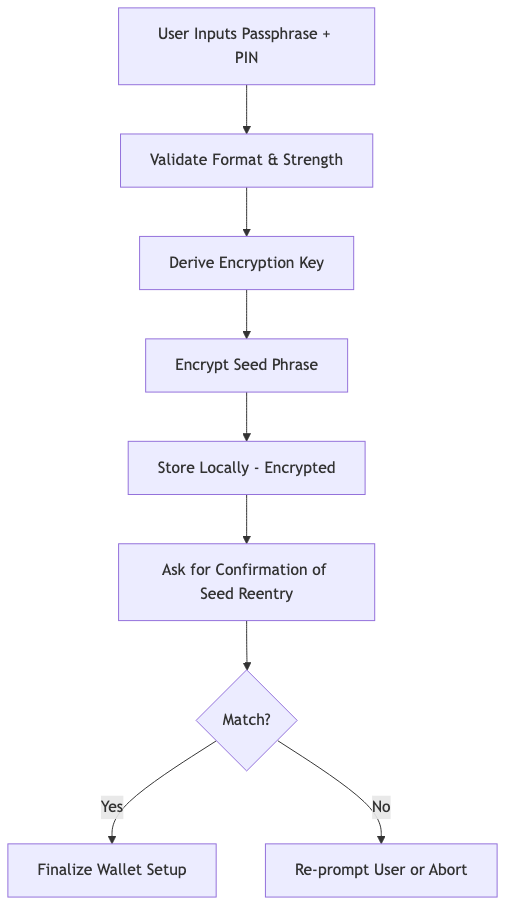 User Inputs Passphrase +
PIN
Validate Format & Strength
Derive Encryption Key
Encrypt Seed Phrase
Store Locally - Encrypted
Ask for Confirmation of
Seed Reentry
Match?
Yes
No
Finalize Wallet Setup
Re-prompt User or Abort